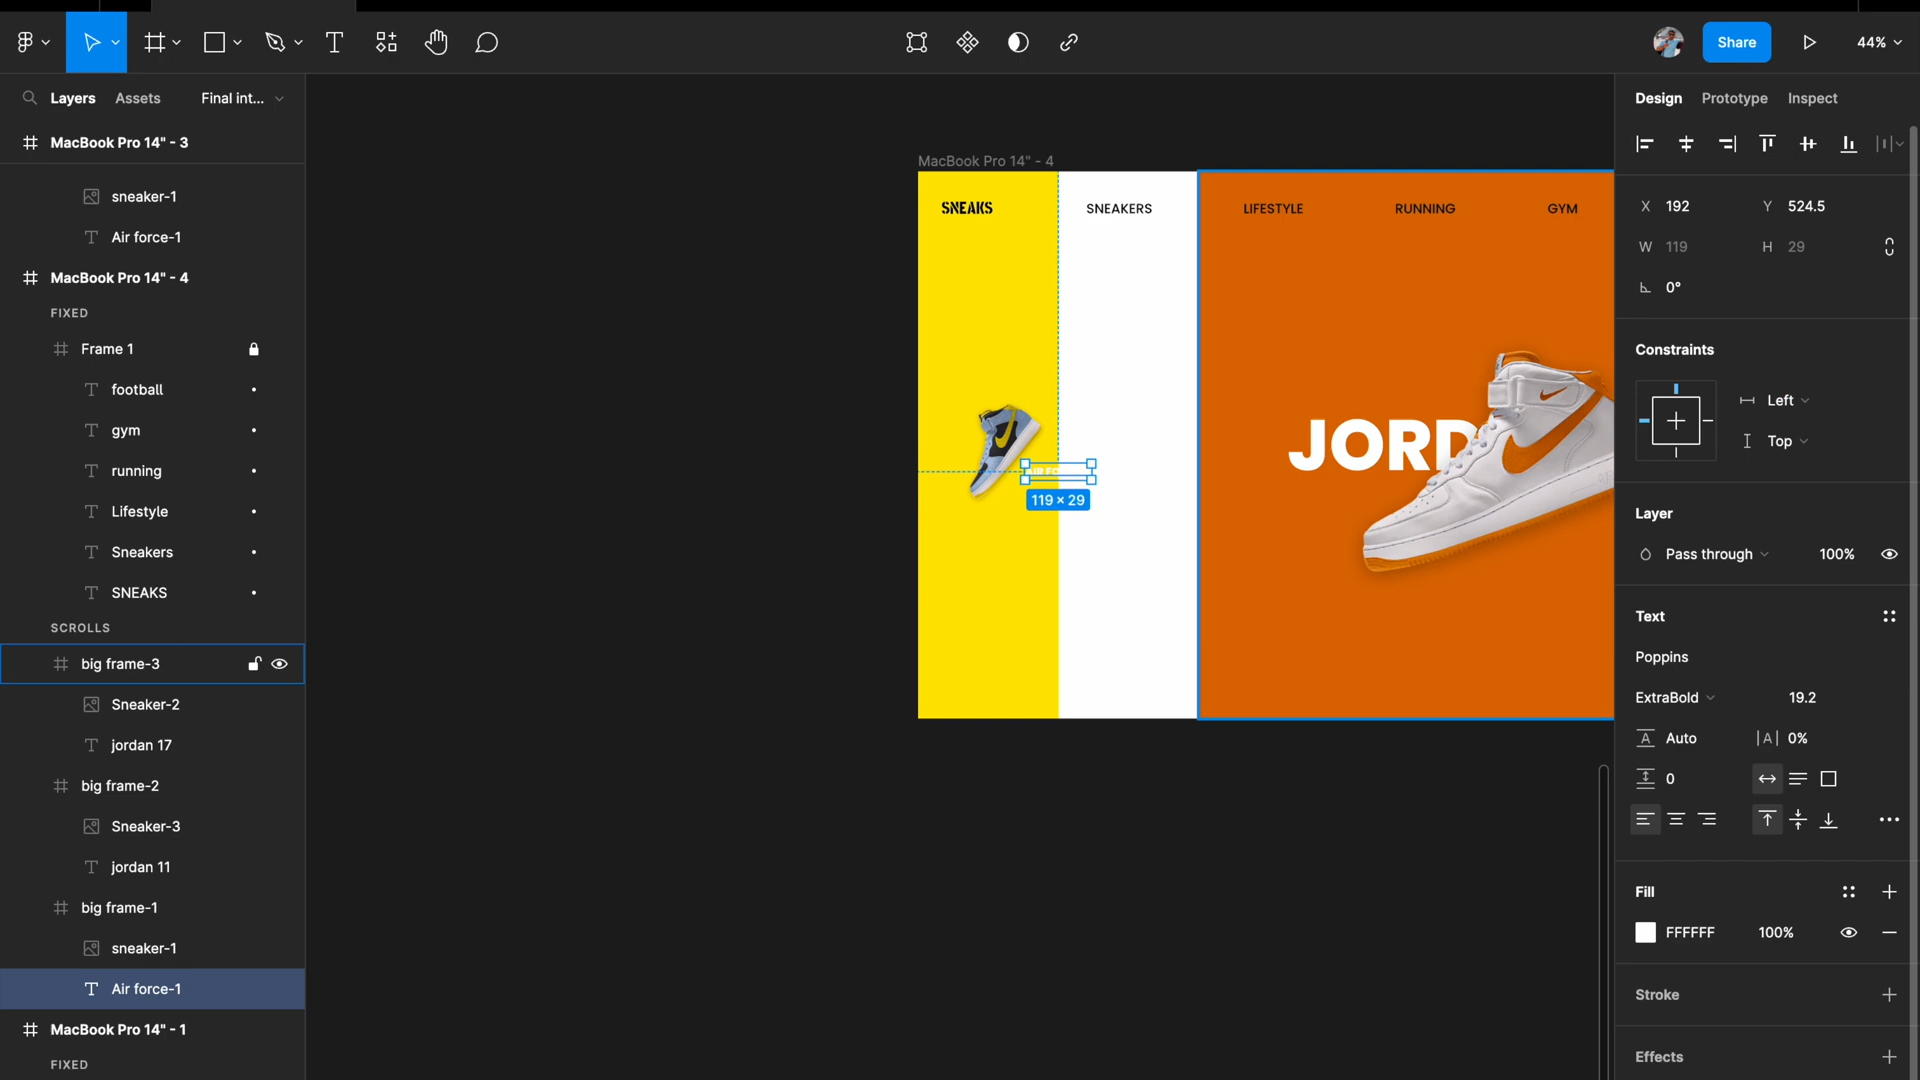 Share
44%
Layers
Assets
Final int...
MacBook Pro 14" - 3
sneaker-1
Air force-1
MacBook Pro 14" - 4
FIXED
Frame 1
football
gym
running
Lifestyle
Sneakers
SNEAKS
SCROLLS
big frame-3
Sneaker-2
jordan 17
big frame-2
Sneaker-3
jordan 11
big frame-1
sneaker-1
Air force-1
MacBook Pro 14" - 1
FIXED
MacBook Pro 14" - 4
SNEAKS
SNEAKERS
LIFESTYLE
RUNNING
GYM
JORD
119 × 29
Design
Prototype
Inspect
X 192
Y 524.5
W 119
H 29
0°
Constraints
Left
Top
Layer
Pass through
100%
Text
Poppins
ExtraBold
19.2
Auto
|A| 0%
0
Fill
FFFFFF
100%
Stroke
Effects